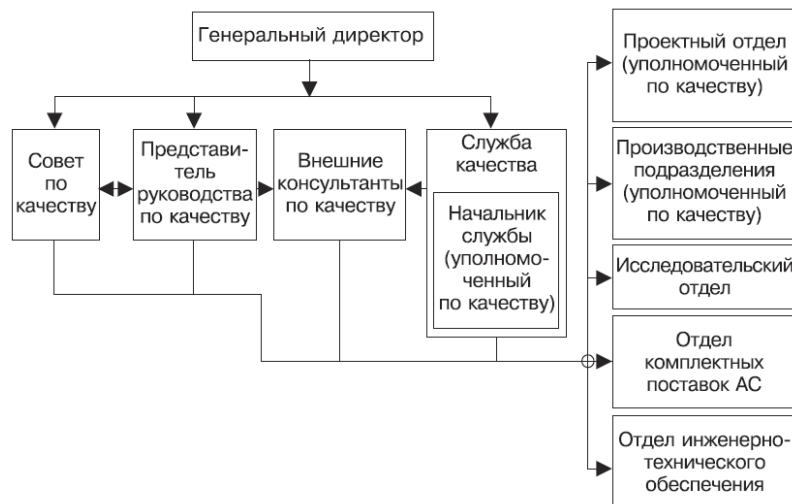 Генеральный директор
Совет
по
качеству
Представи-
тель
руководства
по качеству
Внешние
консультанты
по качеству
Служба
качества
Начальник
службы
(уполномо-
ченный
по качеству)
Проектный отдел
(уполномоченный
по качеству)
Производственные
подразделения
(уполномоченный
по качеству)
Исследовательский
отдел
Отдел
комплектных
поставок АС
Отдел инженерно-
технического
обеспечения